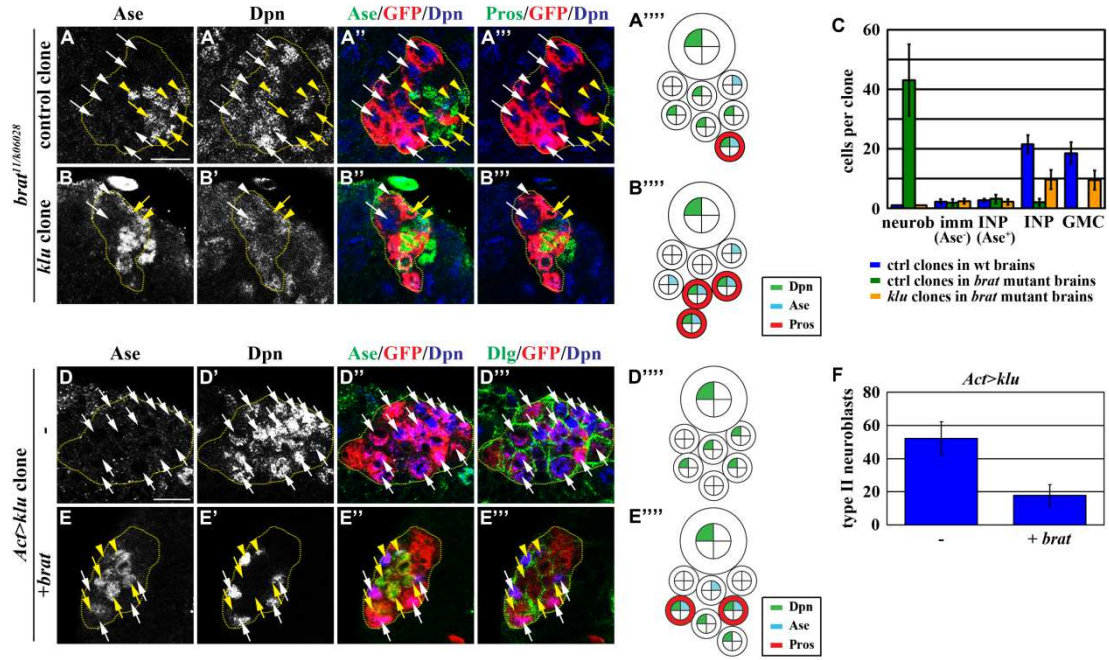 Ase Dpn Ase/GFP/Dpn Pros/GFP/Dpn
brat11/k06028
control clone
A A' A'' A''' A''''
klu clone
B B' B'' B''' B''''
Dpn
Ase
Pros
C
cells per clone
60
40
20
0
neurob imm INP INP GMC
(Ase-) (Ase+)
ctrl clones in wt brains
ctrl clones in brat mutant brains
klu clones in brat mutant brains
Ase Dpn Ase/GFP/Dpn Dlg/GFP/Dpn
Act>klu clone
-
D D' D'' D''' D''''
+brat
E E' E'' E''' E''''
Dpn
Ase
Pros
F
Act>klu
type II neuroblasts
80
60
40
20
0
- + brat